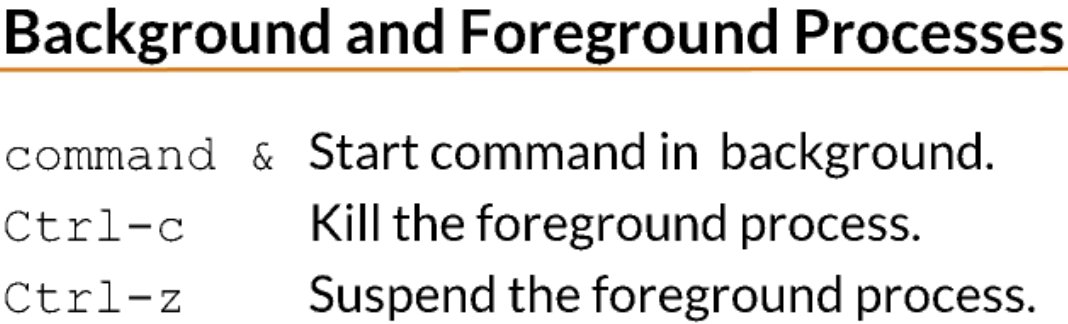 Background and Foreground Processes
command & Start command in background.
Ctrl-c Kill the foreground process.
Ctrl-z Suspend the foreground process.